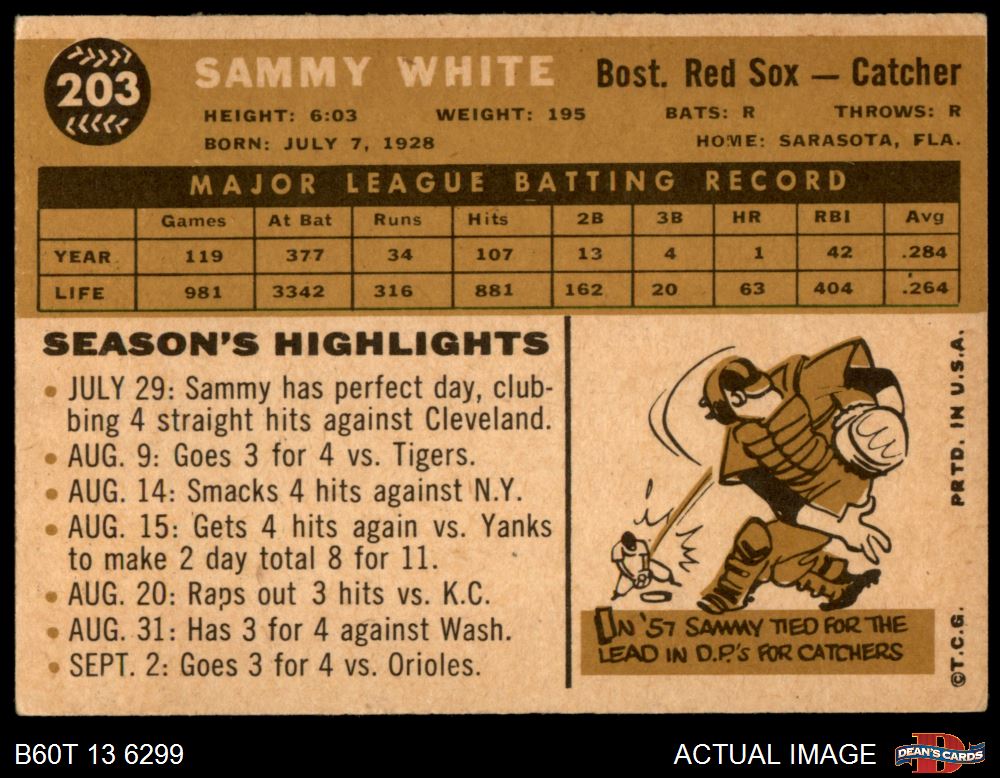 203
SAMMY WHITE Bost. Red Sox — Catcher
HEIGHT: 6:03 WEIGHT: 195 BATS: R THROWS: R
BORN: JULY 7, 1928 HOME: SARASOTA, FLA.
MAJOR LEAGUE BATTING RECORD
Games At Bat Runs Hits 2B 3B HR RBI Avg
YEAR 119 377 34 107 13 4 1 42 .284
LIFE 981 3342 316 881 162 20 63 404 .264
SEASON'S HIGHLIGHTS
• JULY 29: Sammy has perfect day, club-
bing 4 straight hits against Cleveland.
• AUG. 9: Goes 3 for 4 vs. Tigers.
• AUG. 14: Smacks 4 hits against N.Y.
• AUG. 15: Gets 4 hits again vs. Yanks
to make 2 day total 8 for 11.
• AUG. 20: Raps out 3 hits vs. K.C.
• AUG. 31: Has 3 for 4 against Wash.
• SEPT. 2: Goes 3 for 4 vs. Orioles.
IN '57 SAMMY TIED FOR THE
LEAD IN D.P.'s FOR CATCHERS
©T.C.G. PRTD. IN U.S.A.
B60T 13 6299 ACTUAL IMAGE DEAN'S CARDS